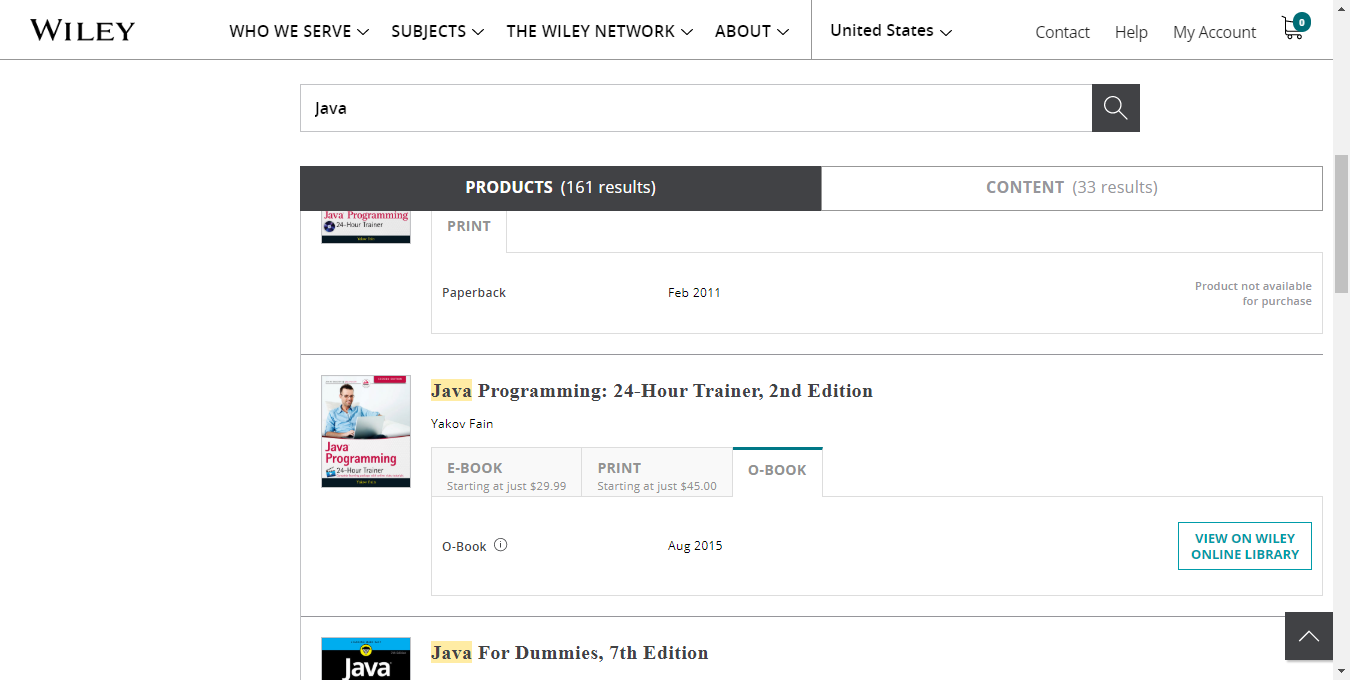 WILEY
WHO WE SERVE SUBJECTS THE WILEY NETWORK ABOUT United States Contact Help My Account 0
Java
PRODUCTS (161 results) CONTENT (33 results)
Java Programming
24-Hour Trainer
PRINT
Paperback Feb 2011 Product not available
for purchase
Java Programming: 24-Hour Trainer, 2nd Edition
Yakov Fain
Java
Programming
24-Hour Trainer
E-BOOK
Starting at just $29.99
PRINT
Starting at just $45.00
O-BOOK
O-Book Aug 2015 VIEW ON WILEY
ONLINE LIBRARY
Java For Dummies, 7th Edition
Java